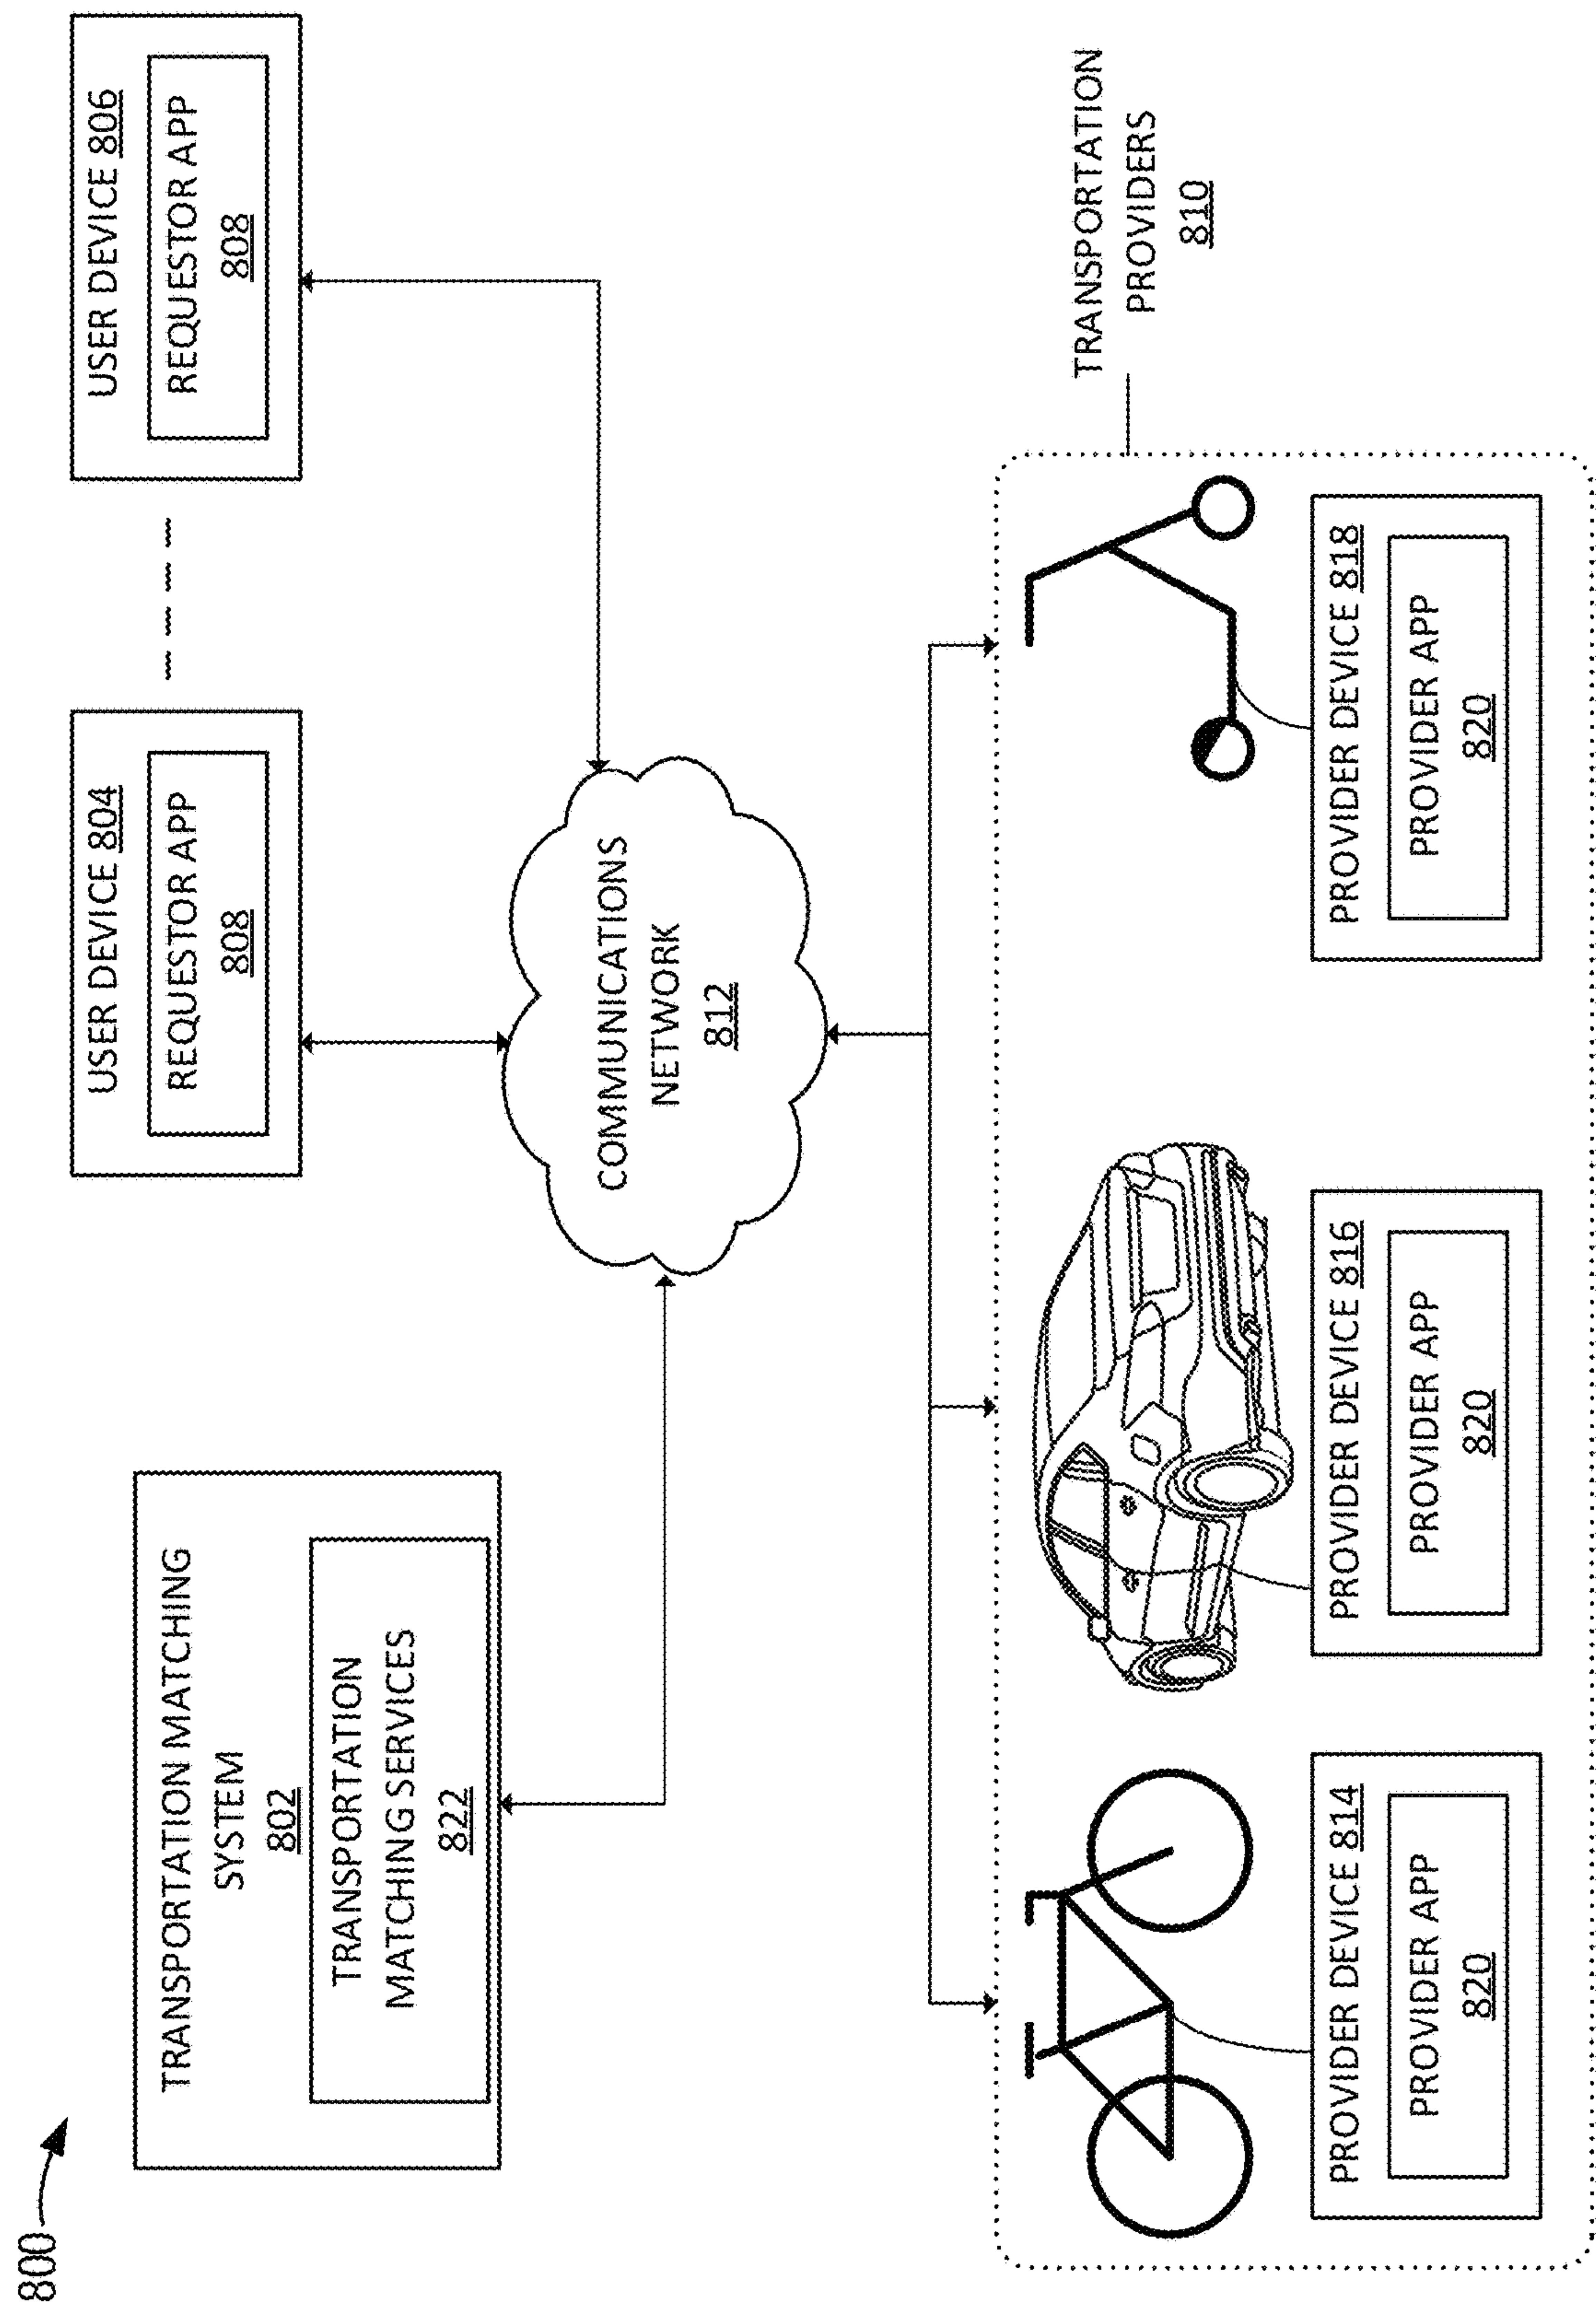 800
TRANSPORTATION MATCHING
SYSTEM
802
TRANSPORTATION
MATCHING SERVICES
822
USER DEVICE 804
REQUESTOR APP
808
USER DEVICE 806
REQUESTOR APP
808
COMMUNICATIONS
NETWORK
812
TRANSPORTATION
PROVIDERS
810
PROVIDER DEVICE 814
PROVIDER APP
820
PROVIDER DEVICE 816
PROVIDER APP
820
PROVIDER DEVICE 818
PROVIDER APP
820